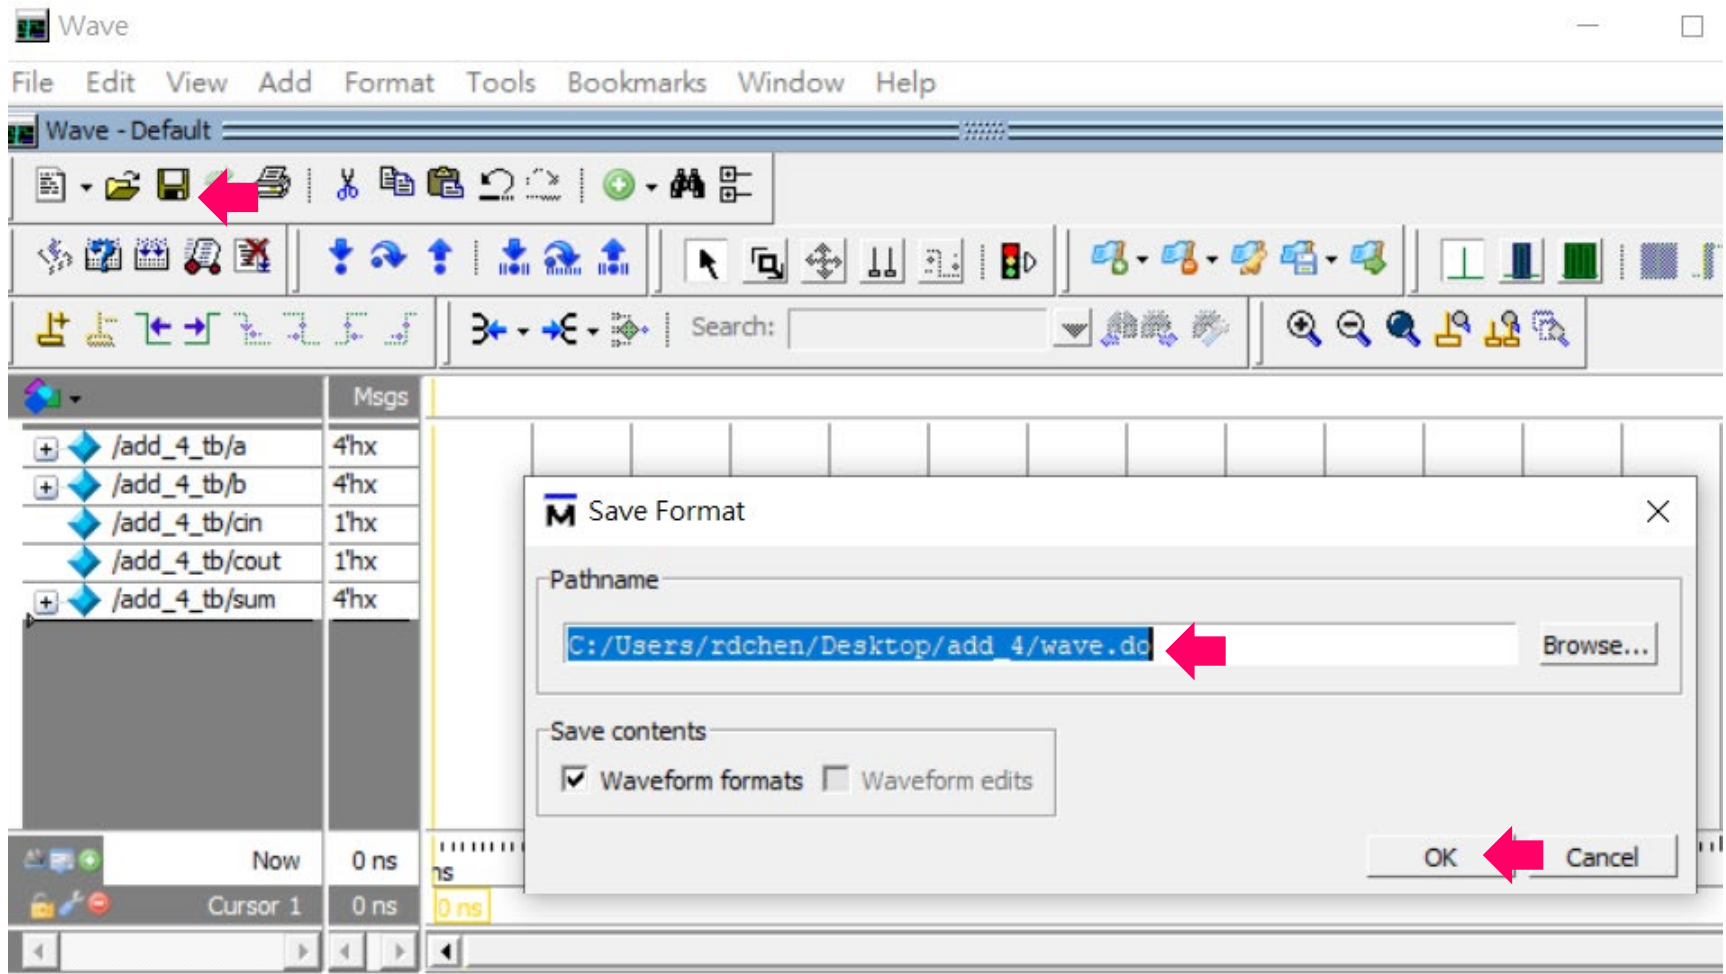 Wave
File Edit View Add Format Tools Bookmarks Window Help
Wave - Default
Search:
Msgs
/add_4_tb/a 4'hx
/add_4_tb/b 4'hx
/add_4_tb/cin 1'hx
/add_4_tb/cout 1'hx
/add_4_tb/sum 4'hx
M Save Format
Pathname
C:/Users/rdchen/Desktop/add_4/wave.do
Browse...
Save contents
Waveform formats Waveform edits
OK Cancel
Now 0 ns ns
Cursor 1 0 ns 0 ns